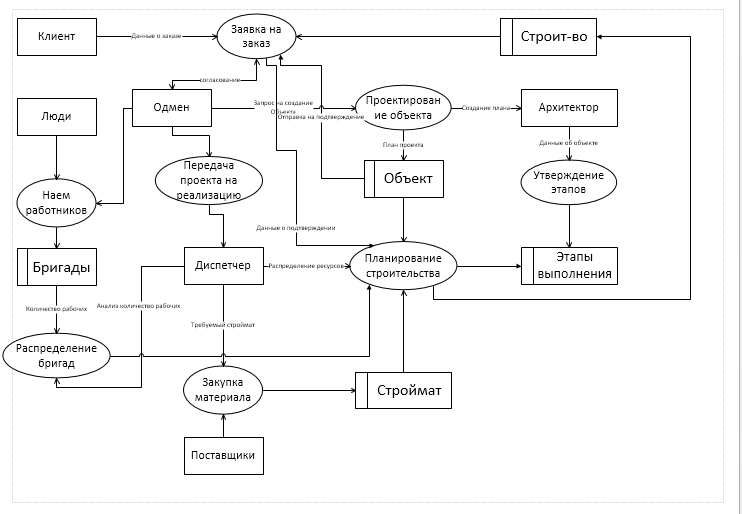 Клиент
Данные о заказе
Заявка на
заказ
Строит-во
согласование
Люди
Одмен
Запрос на создание
Объекта
Отправка на подтверждение
Проектирован
ие объекта
Создание плана
Архитектор
План проекта
Данные об объекте
Передача
проекта на
реализацию
Объект
Утверждение
этапов
Наем
работников
Данные о подтверждении
Бригады
Диспетчер
Распределение ресурсов
Планирование
строительства
Этапы
выполнения
Количество рабочих
Анализ количество рабочих
Требуемый строймат
Распределение
бригад
Закупка
материала
Строймат
Поставщики